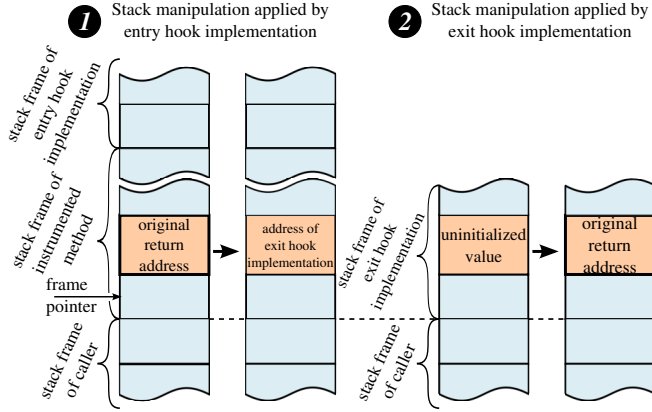 1
Stack manipulation applied by
entry hook implementation
2
Stack manipulation applied by
exit hook implementation
stack frame of
entry hook
implementation
stack frame of
instrumented
method
original
return
address
address of
exit hook
implementation
frame
pointer
stack frame
of caller
stack frame of
exit hook
implementation
uninitialized
value
original
return
address
stack frame
of caller